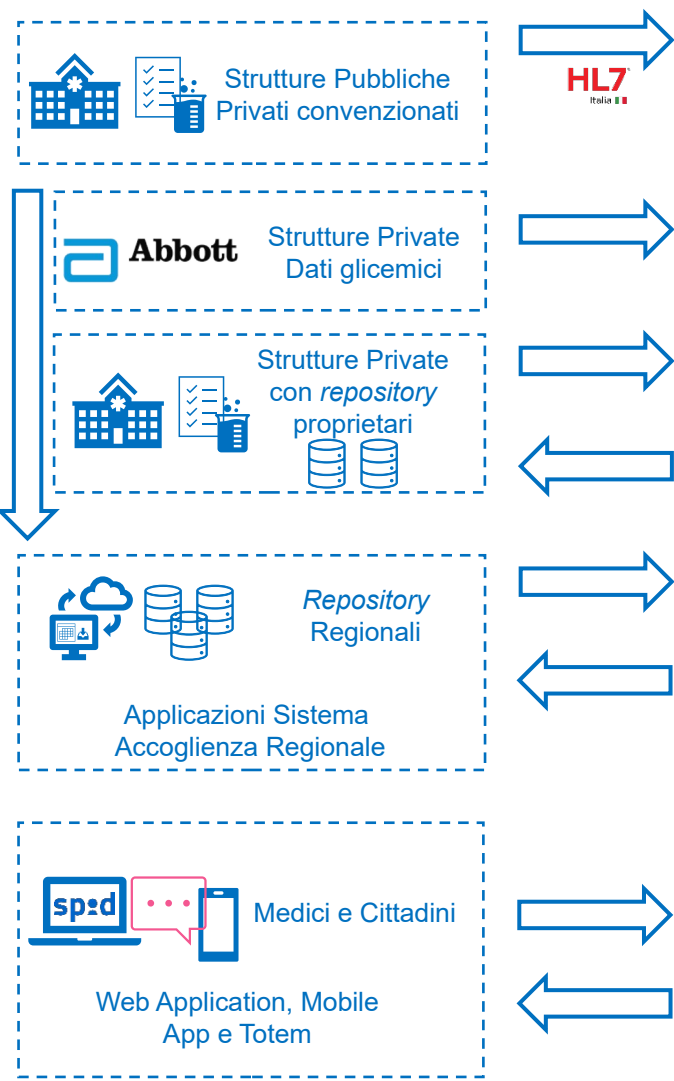 Strutture Pubbliche
Privati convenzionati
HL7
Italia
Abbott
Strutture Private
Dati glicemici
Strutture Private
con repository
proprietari
Repository
Regionali
Applicazioni Sistema
Accoglienza Regionale
sp:d
Medici e Cittadini
Web Application, Mobile
App e Totem